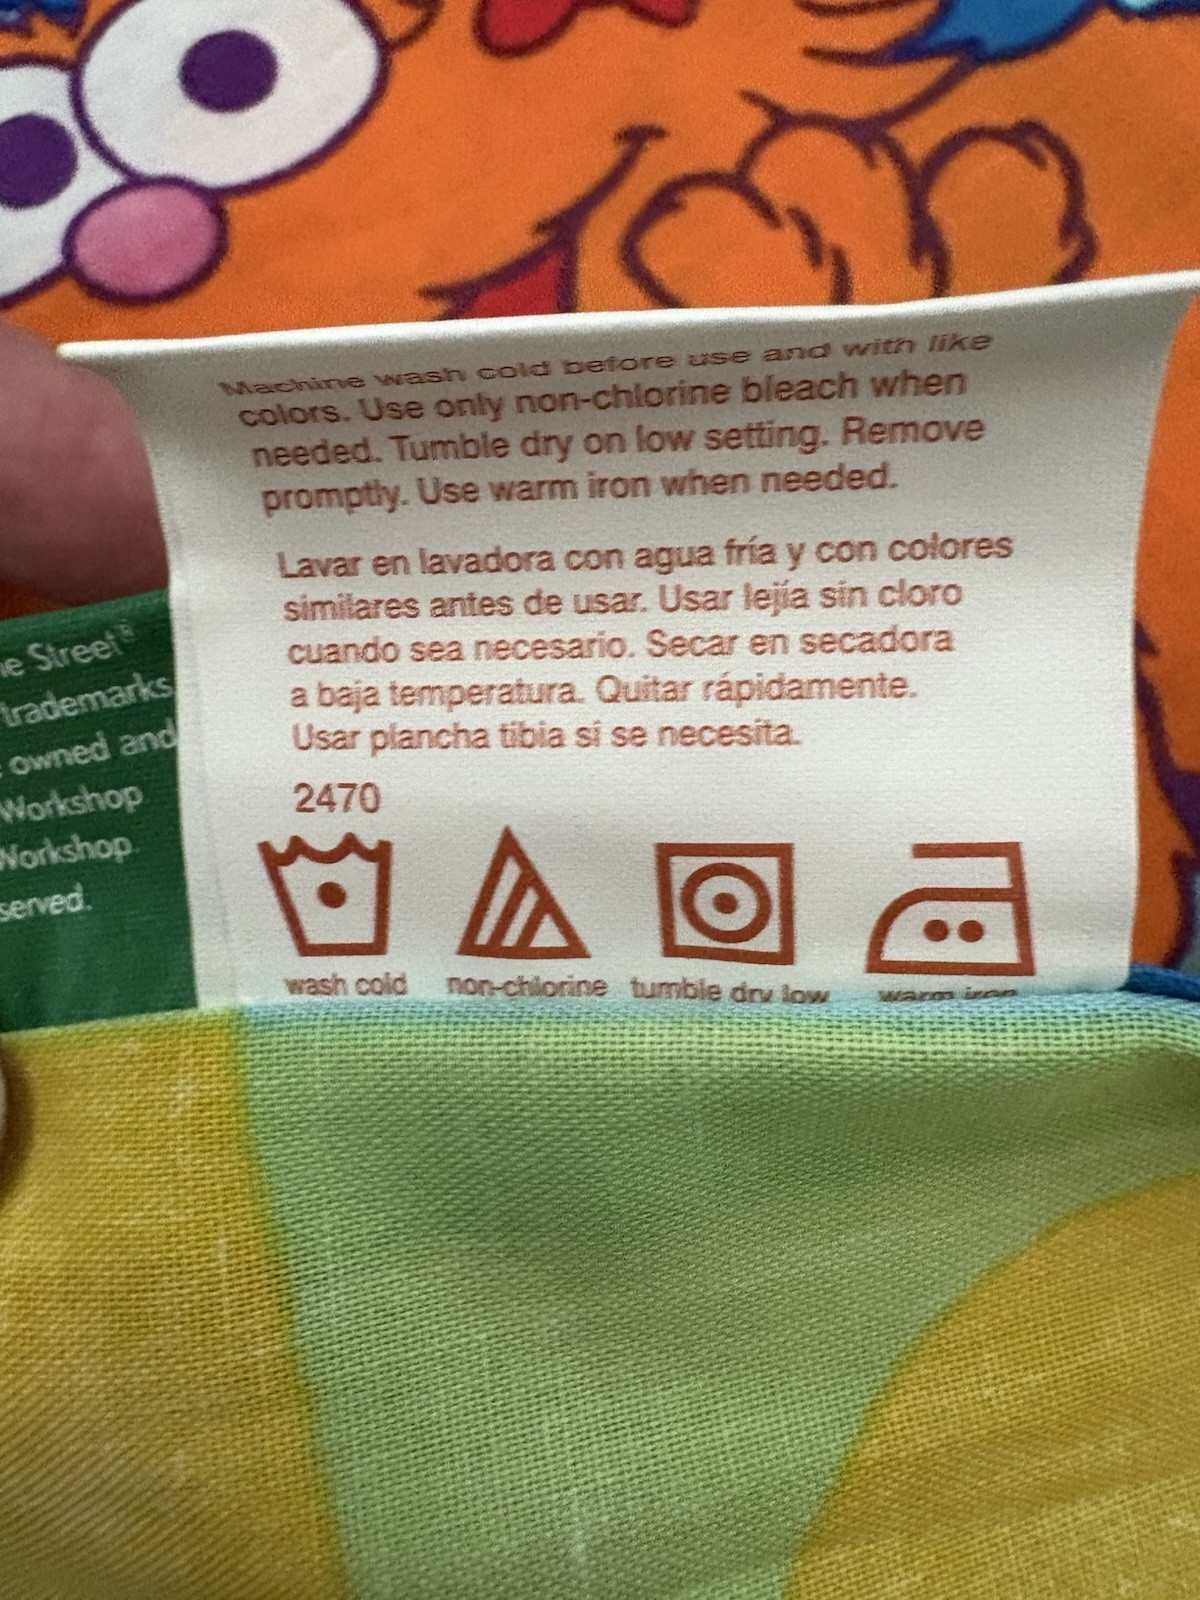 Machine wash cold before use and with like
colors. Use only non-chlorine bleach when
needed. Tumble dry on low setting. Remove
promptly. Use warm iron when needed.
Lavar en lavadora con agua fría y con colores
similares antes de usar. Usar lejía sin cloro
cuando sea necesario. Secar en secadora
a baja temperatura. Quitar rápidamente.
Usar plancha tibia si se necesita.
2470
wash cold non-chlorine tumble dry low warm iron
Street®
trademarks
owned and
Workshop
Workshop.